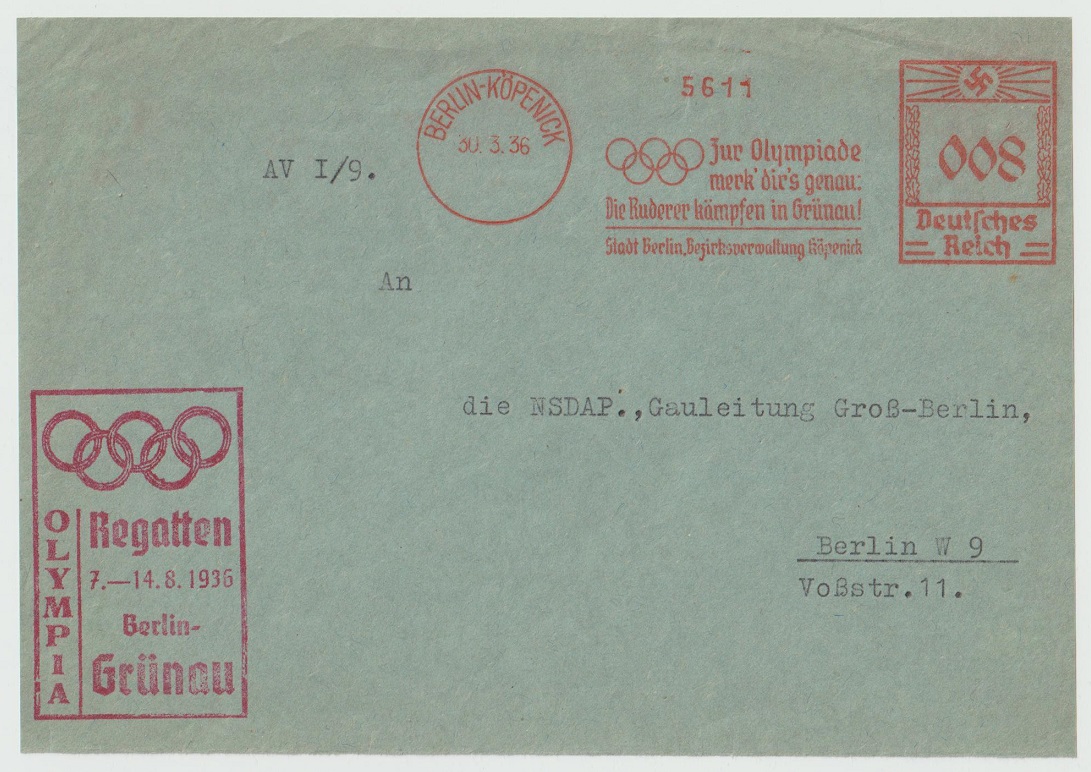 5611
BERLIN-KÖPENICK
30. 3. 36
Zur Olympiade
merk' dir's genau:
Die Ruderer kämpfen in Grünau!
Stadt Berlin, Bezirksverwaltung Köpenick
008
Deutsches
Reich
AV I/9.
An
die NSDAP., Gauleitung Groß-Berlin,
Berlin W 9
Voßstr.11.
OLYMPIA
Regatten
7.—14.8.1936
Berlin-
Grünau